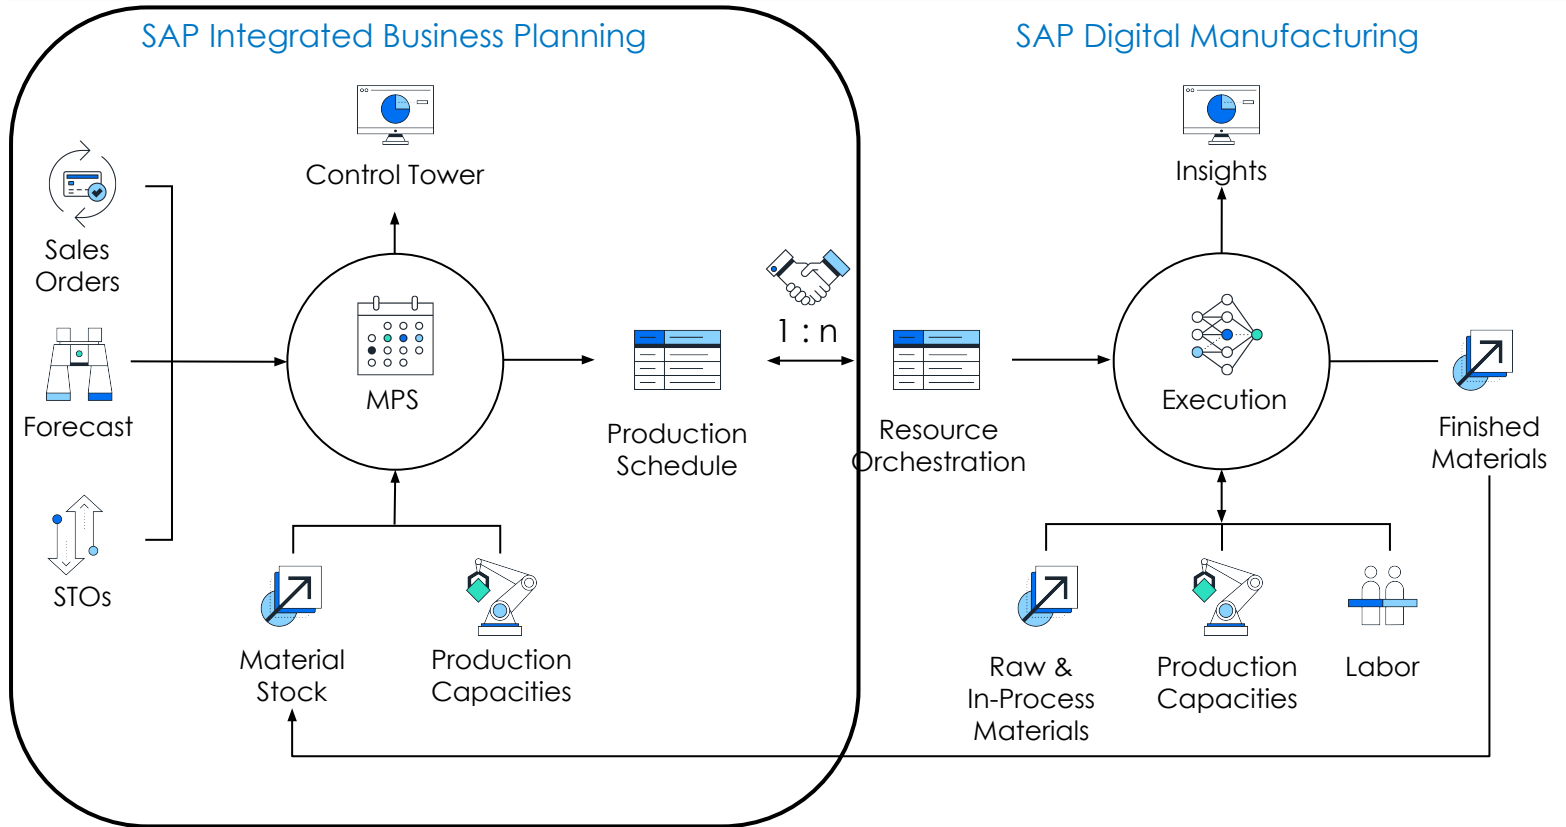 SAP Integrated Business Planning
SAP Digital Manufacturing
Control Tower
Insights
Sales
Orders
1 : n
MPS
Execution
Forecast
Production
Schedule
Resource
Orchestration
Finished
Materials
STOs
Material
Stock
Production
Capacities
Raw &
In-Process
Materials
Production
Capacities
Labor